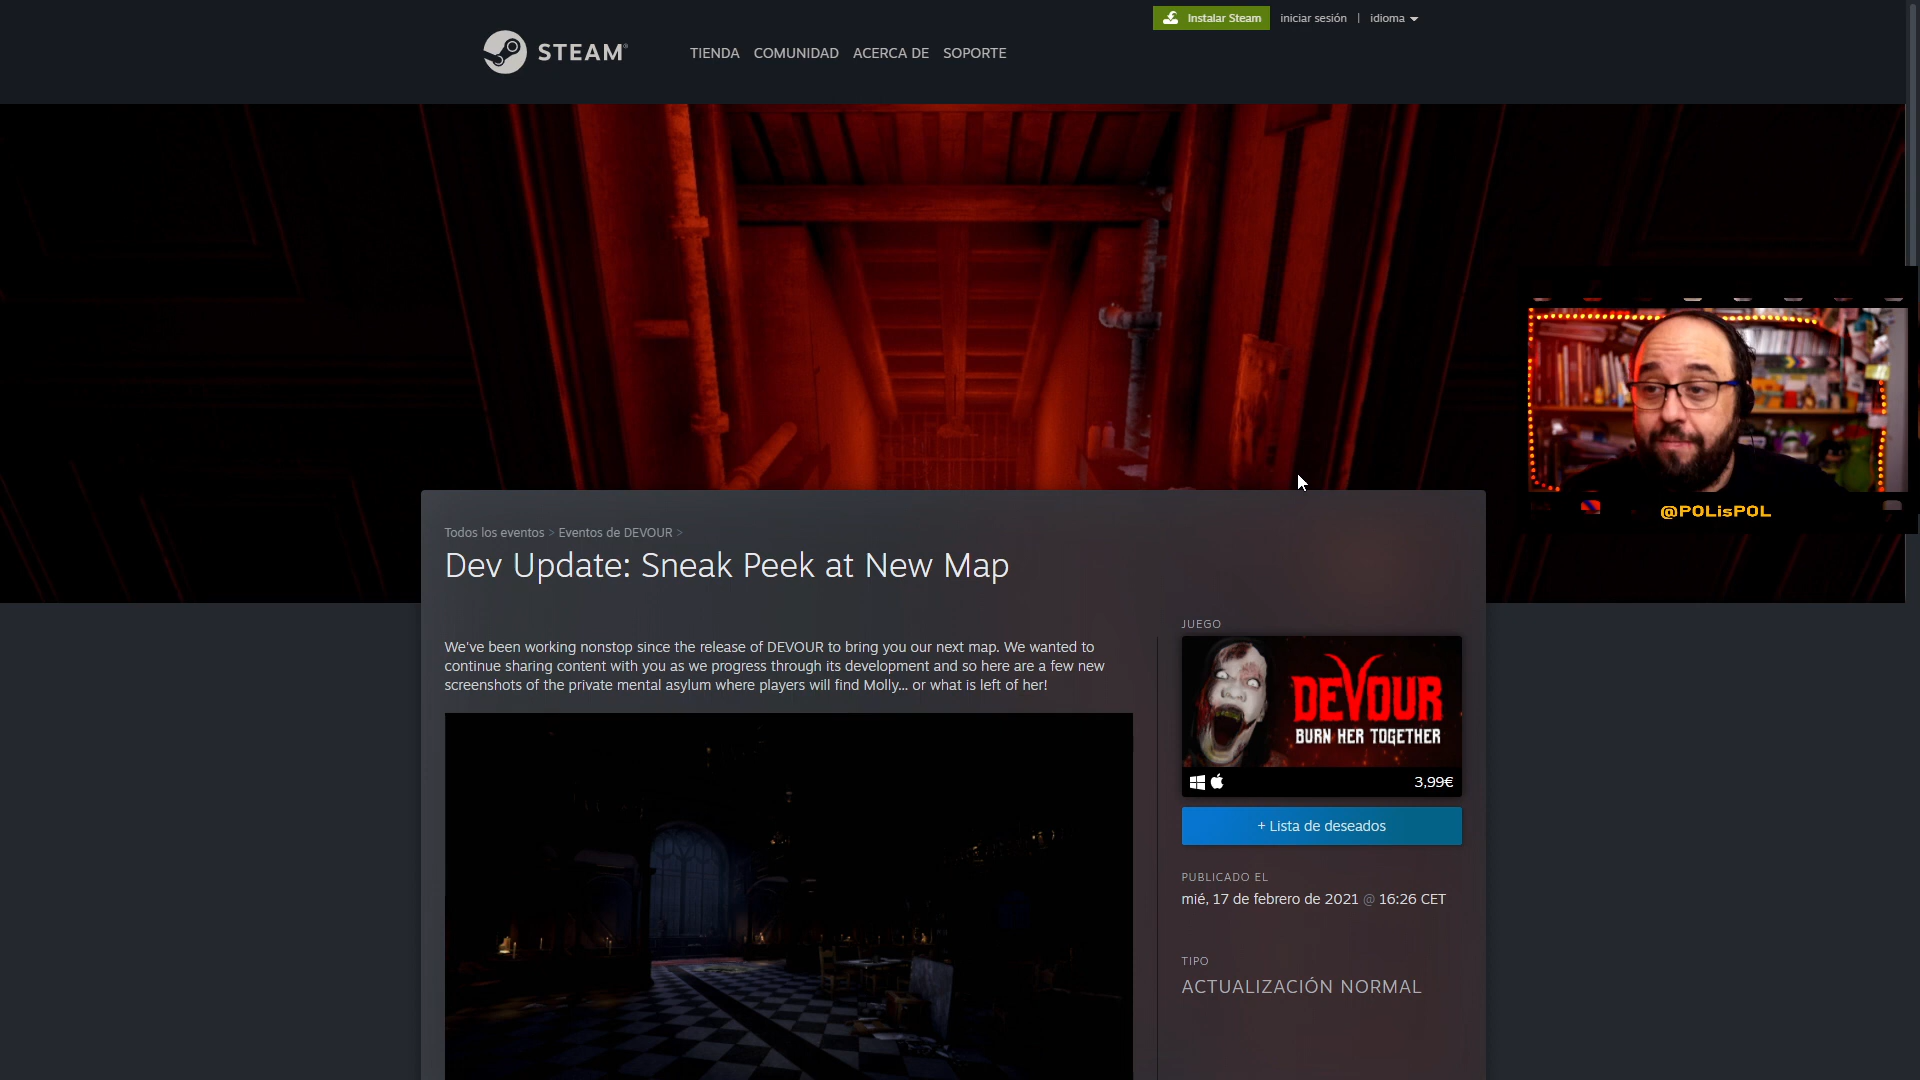 Instalar Steam
iniciar sesión | idioma
STEAM
TIENDA COMUNIDAD ACERCA DE SOPORTE
@POLisPOL
Todos los eventos > Eventos de DEVOUR >
Dev Update: Sneak Peek at New Map
We've been working nonstop since the release of DEVOUR to bring you our next map. We wanted to
continue sharing content with you as we progress through its development and so here are a few new
screenshots of the private mental asylum where players will find Molly... or what is left of her!
JUEGO
DEVOUR
BURN HER TOGETHER
3,99€
+ Lista de deseados
PUBLICADO EL
mié, 17 de febrero de 2021 @ 16:26 CET
TIPO
ACTUALIZACIÓN NORMAL